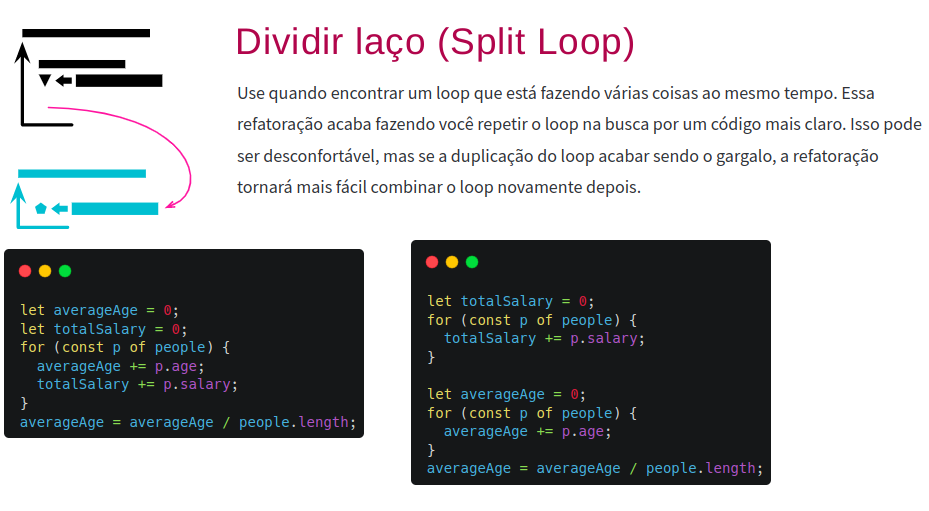 Dividir laço (Split Loop)
Use quando encontrar um loop que está fazendo várias coisas ao mesmo tempo. Essa
refatoração acaba fazendo você repetir o loop na busca por um código mais claro. Isso pode
ser desconfortável, mas se a duplicação do loop acabar sendo o gargalo, a refatoração
tornará mais fácil combinar o loop novamente depois.
let averageAge = 0;
let totalSalary = 0;
for (const p of people) {
  averageAge += p.age;
  totalSalary += p.salary;
}
averageAge = averageAge / people.length;
let totalSalary = 0;
for (const p of people) {
  totalSalary += p.salary;
}
let averageAge = 0;
for (const p of people) {
  averageAge += p.age;
}
averageAge = averageAge / people.length;